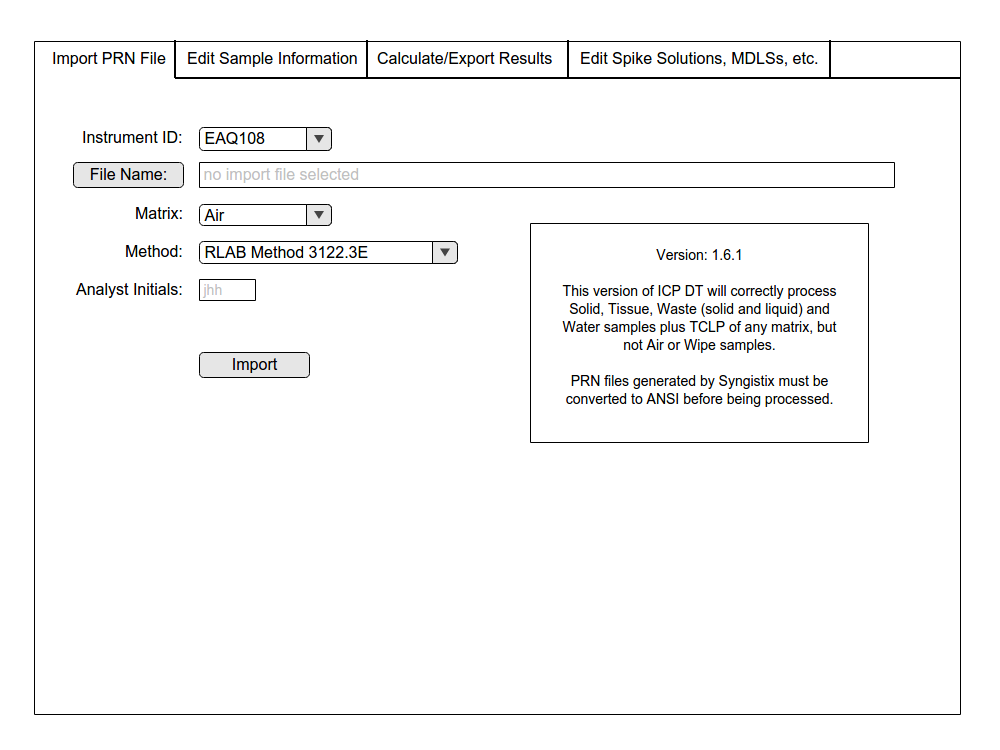 Import PRN File
Edit Sample Information
Calculate/Export Results
Edit Spike Solutions, MDLSs, etc.
Instrument ID:
EAQ108
File Name:
no import file selected
Matrix:
Air
Method:
RLAB Method 3122.3E
Analyst Initials:
jhh
Import
Version: 1.6.1
This version of ICP DT will correctly process
Solid, Tissue, Waste (solid and liquid) and
Water samples plus TCLP of any matrix, but
not Air or Wipe samples.
PRN files generated by Syngistix must be
converted to ANSI before being processed.